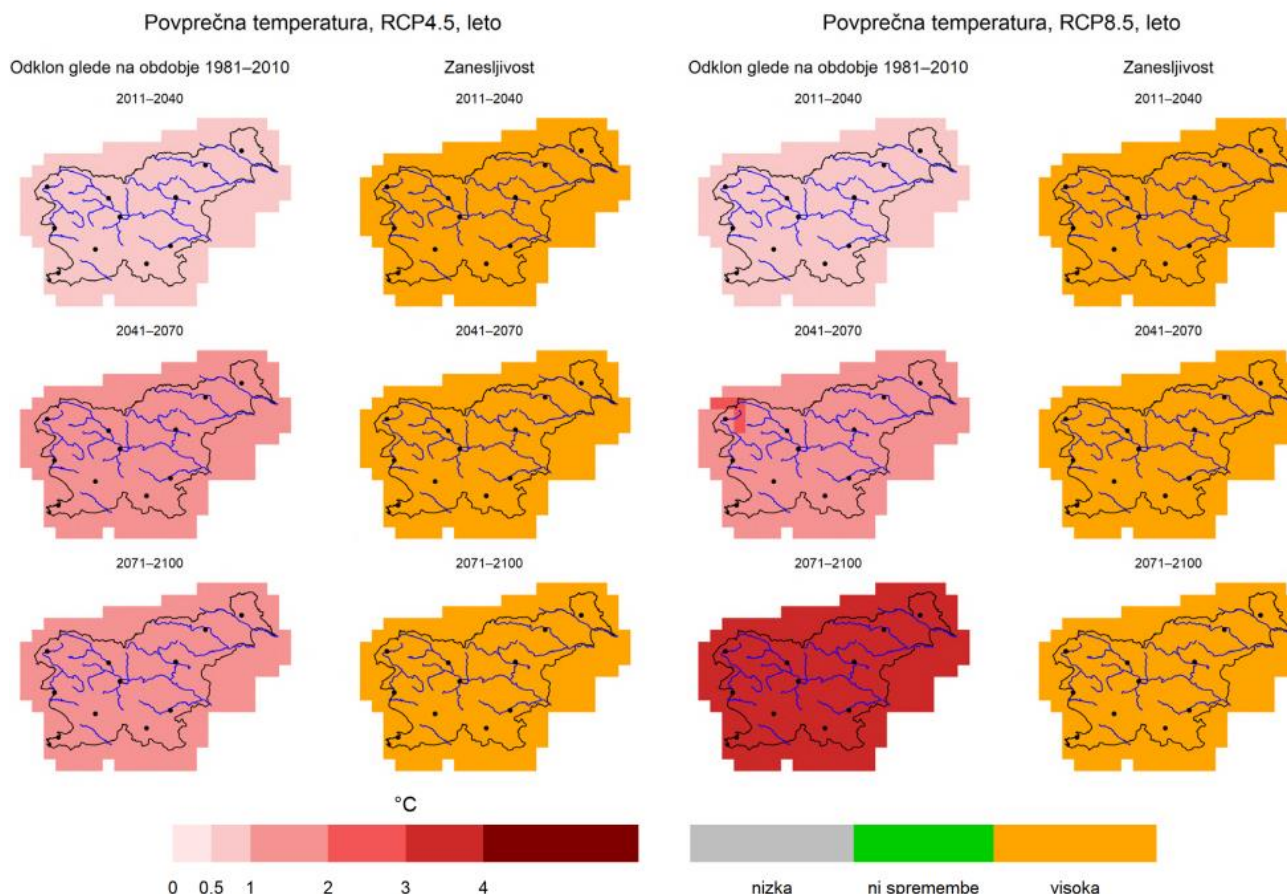 Povprečna temperatura, RCP4.5, leto
Povprečna temperatura, RCP8.5, leto
Odklon glede na obdobje 1981–2010
Zanesljivost
Odklon glede na obdobje 1981–2010
Zanesljivost
2011–2040
2011–2040
2011–2040
2011–2040
2041–2070
2041–2070
2041–2070
2041–2070
2071–2100
2071–2100
2071–2100
2071–2100
°C
0 0.5 1 2 3 4
nizka ni spremembe visoka